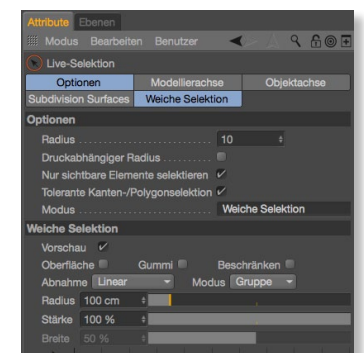 Attribute Ebenen
Modus Bearbeiten Benutzer
Live-Selektion
Optionen Modellierachse Objektachse
Subdivision Surfaces Weiche Selektion
Optionen
Radius 10
Druckabhängiger Radius
Nur sichtbare Elemente selektieren
Tolerante Kanten-/Polygonselektion
Modus Weiche Selektion
Weiche Selektion
Vorschau
Oberfläche Gummi Beschränken
Abnahme Linear Modus Gruppe
Radius 100 cm
Stärke 100 %
Breite 50 %